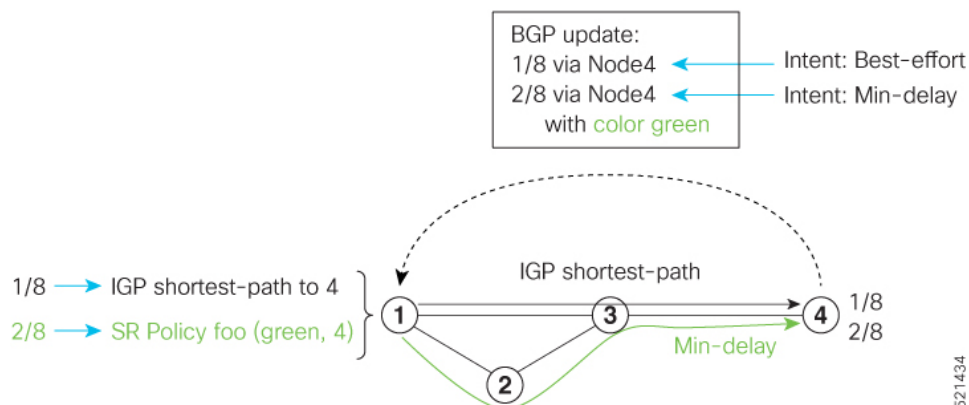 BGP update:
1/8 via Node4
Intent: Best-effort
2/8 via Node4
Intent: Min-delay
with color green
1/8
IGP shortest-path to 4
2/8
SR Policy foo (green, 4)
IGP shortest-path
1
3
4
1/8
2/8
Min-delay
2
521434